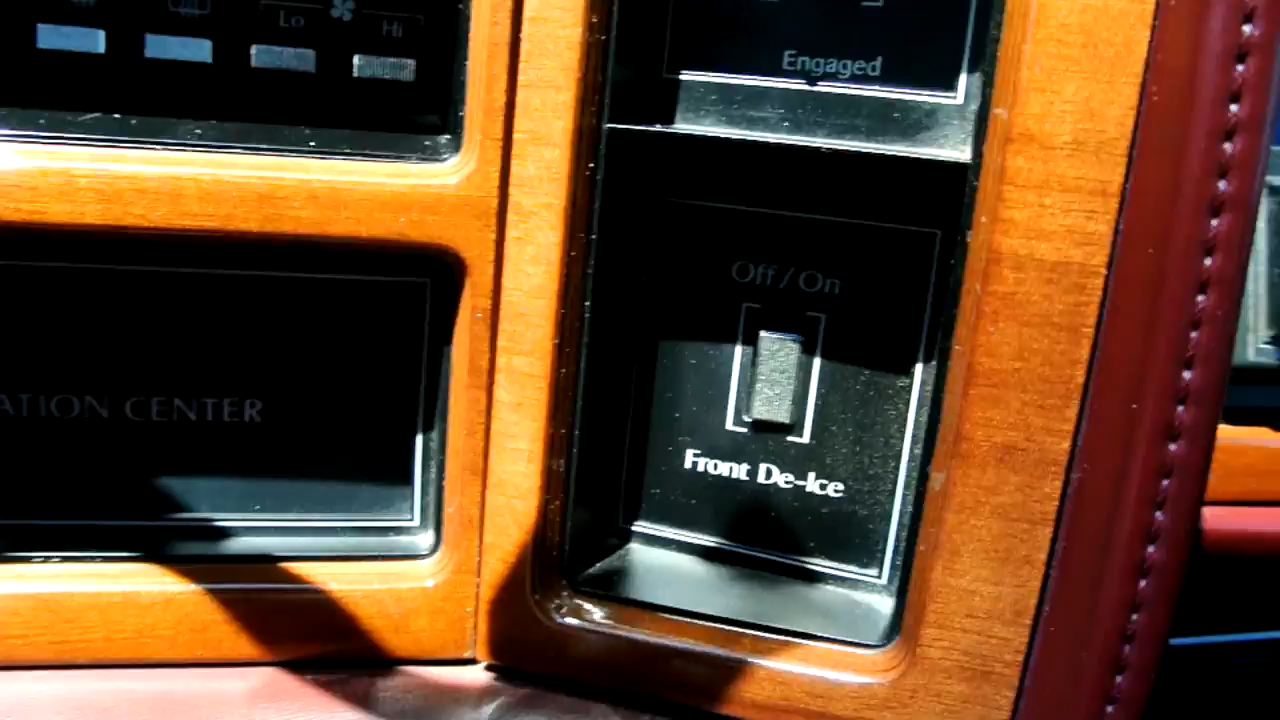 Lo
Hi
Engaged
Off / On
ATION CENTER
Front De-Ice